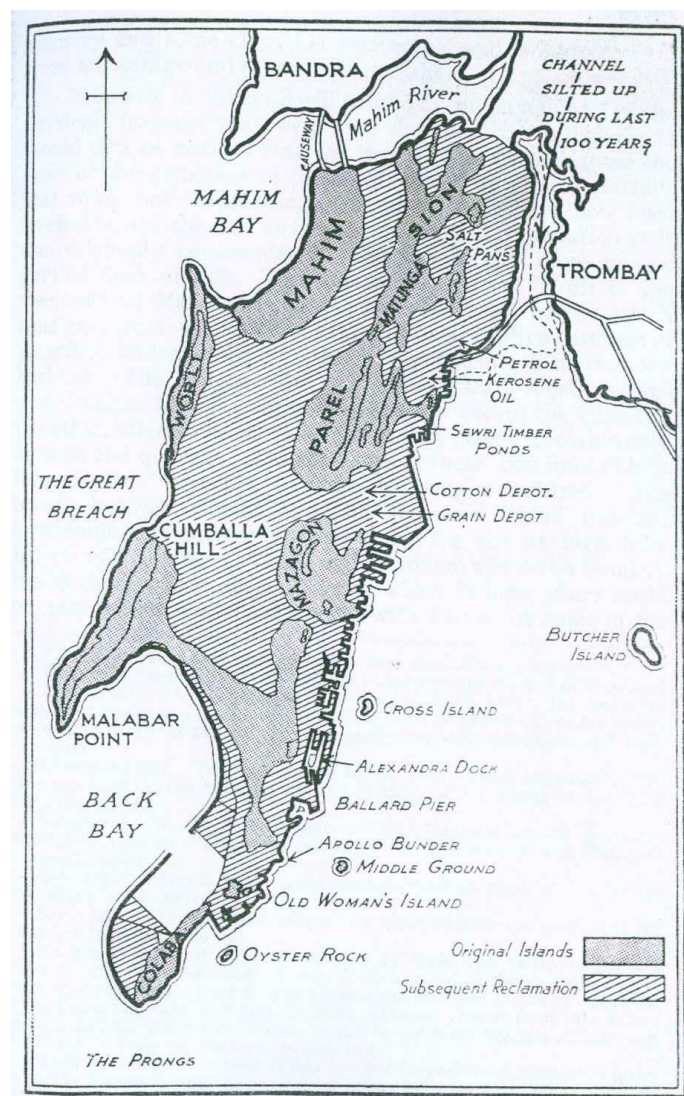 BANDRA
Mahim River
CAUSEWAY
CHANNEL
SILTED UP
DURING LAST
100 YEARS
MAHIM
BAY
MAHIM
SION
SALT
PANS
MATUNGA
TROMBAY
WORLI
PAREL
PETROL
KEROSENE
OIL
SEWRI TIMBER
PONDS
THE GREAT
BREACH
COTTON DEPOT.
GRAIN DEPOT.
CUMBALLA
HILL
MAZAGON
BUTCHER
ISLAND
CROSS ISLAND
MALABAR
POINT
ALEXANDRA DOCK
BACK
BAY
BALLARD PIER
APOLLO BUNDER
MIDDLE GROUND
OLD WOMAN'S ISLAND
COLABA
OYSTER ROCK
Original Islands
Subsequent Reclamation
THE PRONGS